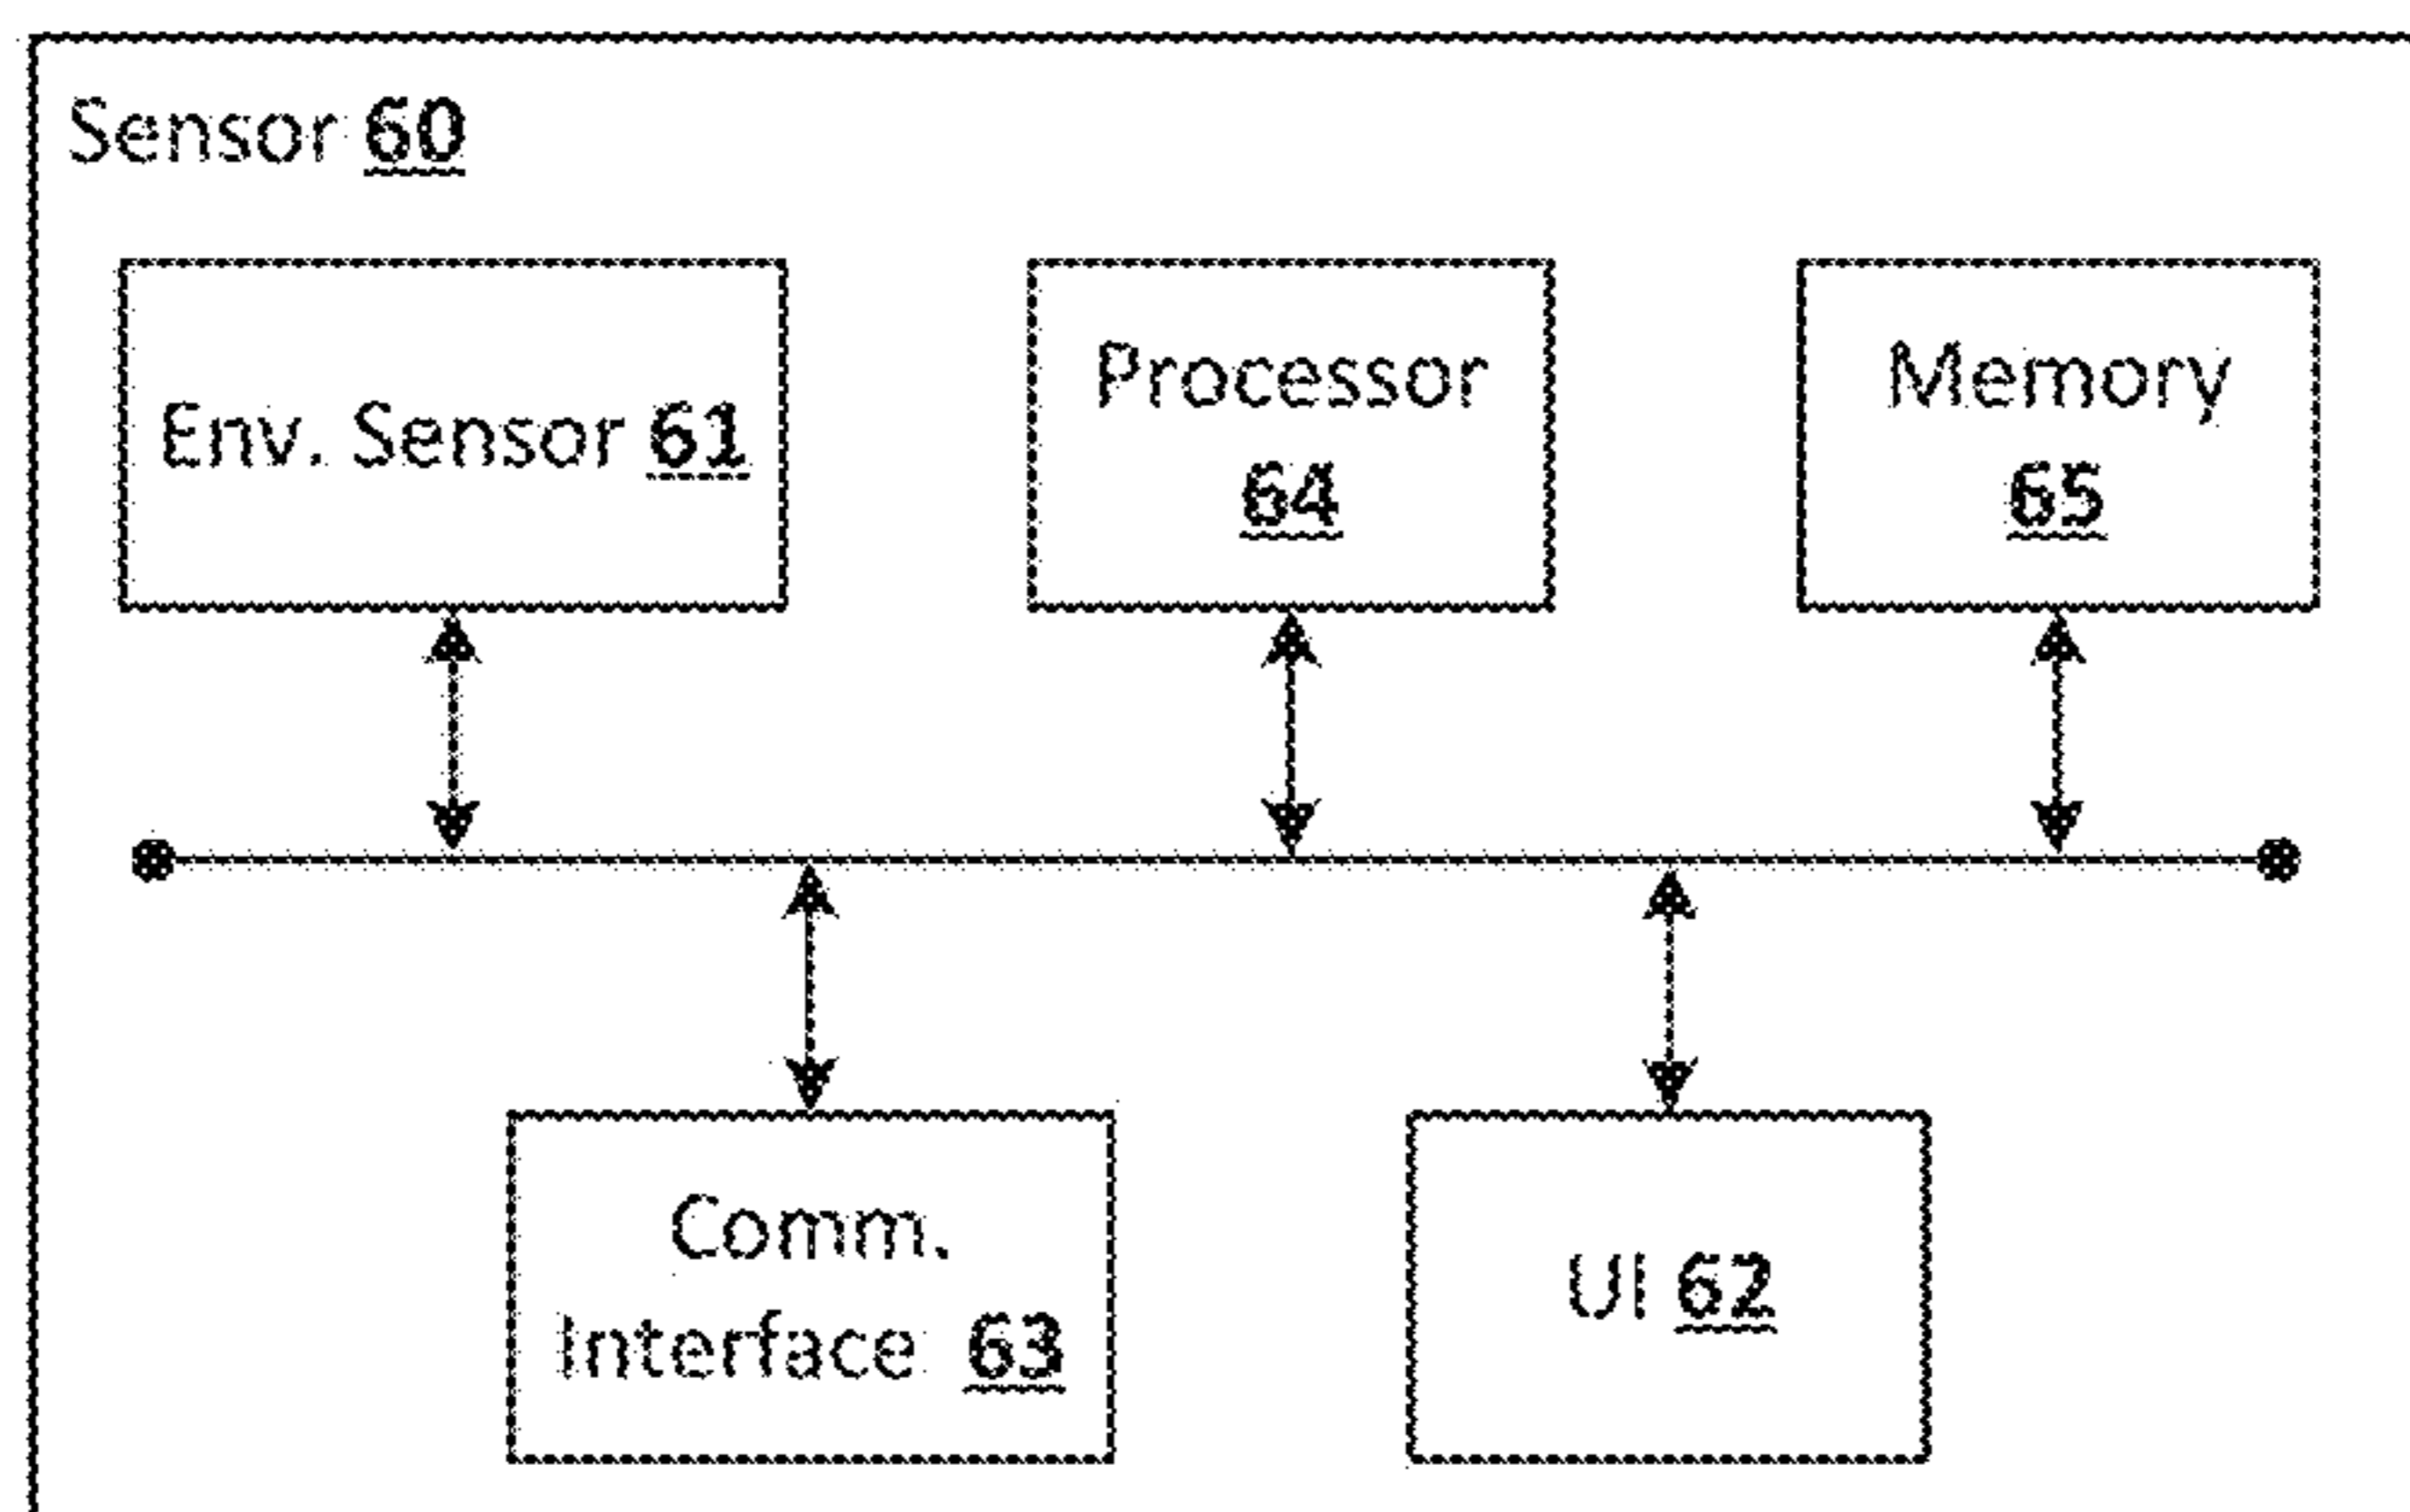 Sensor 60
Env. Sensor 61
Processor
64
Memory
65
Comm.
Interface 63
UI 62